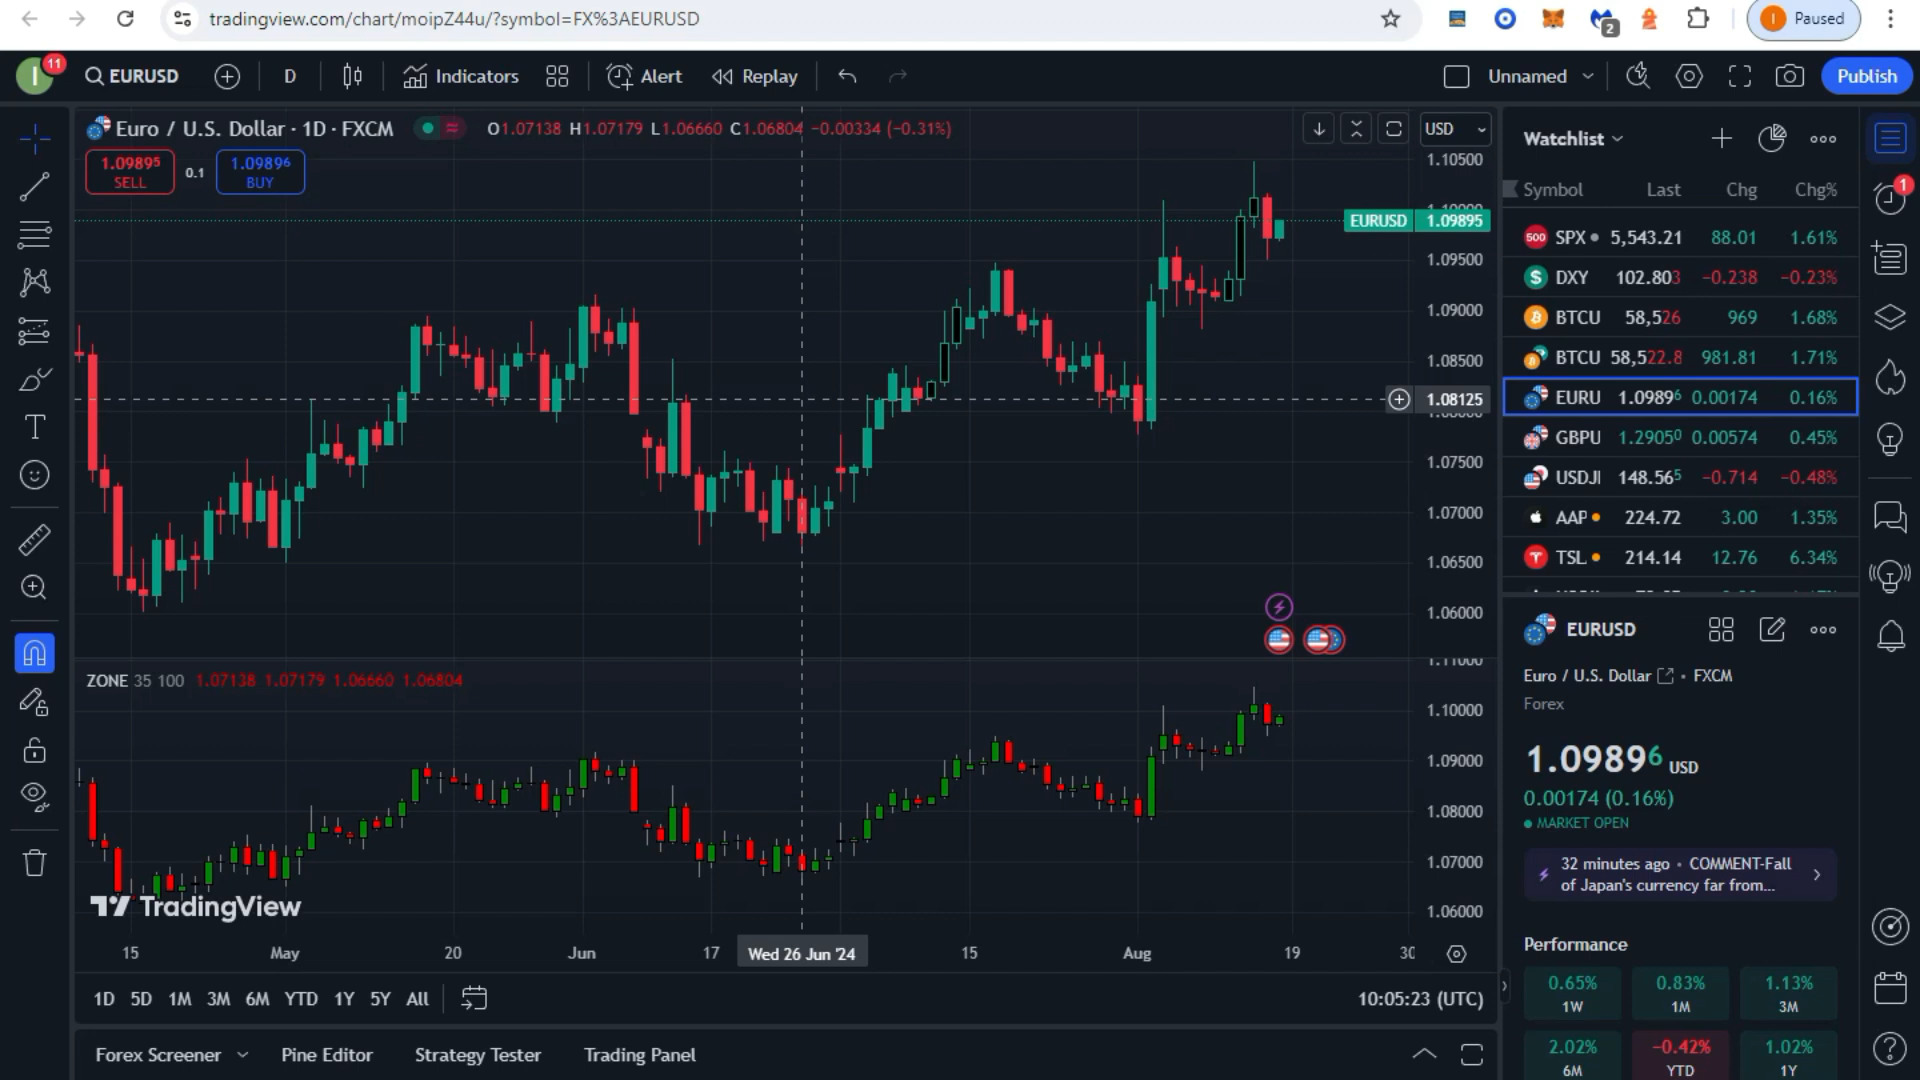 tradingview.com/chart/moipZ44u/?symbol=FX%3AEURUSD
2
I
Paused
I
11
EURUSD
D
Indicators
Alert
Replay
Unnamed
Publish
Euro / U.S. Dollar · 1D · FXCM
O1.07138 H1.07179 L1.06660 C1.06804 −0.00334 (−0.31%)
USD
1.09895
SELL
0.1
1.09896
BUY
1.10500
EURUSD 1.09895
1.09500
1.09000
1.08500
1.08125
1.07500
1.07000
1.06500
1.06000
ZONE 35 100 1.07138 1.07179 1.06660 1.06804
1.11000
1.10000
1.09000
1.08000
1.07000
1.06000
TradingView
15 May 20 Jun 17 Wed 26 Jun '24 15 Aug 19 30
1D 5D 1M 3M 6M YTD 1Y 5Y All
10:05:23 (UTC)
Forex Screener
Pine Editor
Strategy Tester
Trading Panel
Watchlist
Symbol Last Chg Chg%
500 SPX 5,543.21 88.01 1.61%
DXY 102.803 −0.238 −0.23%
BTCU 58,526 969 1.68%
BTCU 58,522.8 981.81 1.71%
EURU 1.09896 0.00174 0.16%
GBPU 1.29050 0.00574 0.45%
USDJI 148.565 −0.714 −0.48%
AAP 224.72 3.00 1.35%
TSL 214.14 12.76 6.34%
EURUSD
Euro / U.S. Dollar • FXCM
Forex
1.09896 USD
0.00174 (0.16%)
MARKET OPEN
32 minutes ago • COMMENT-Fall
of Japan's currency far from...
Performance
0.65% 0.83% 1.13%
1W 1M 3M
2.02% −0.42% 1.02%
6M YTD 1Y
1